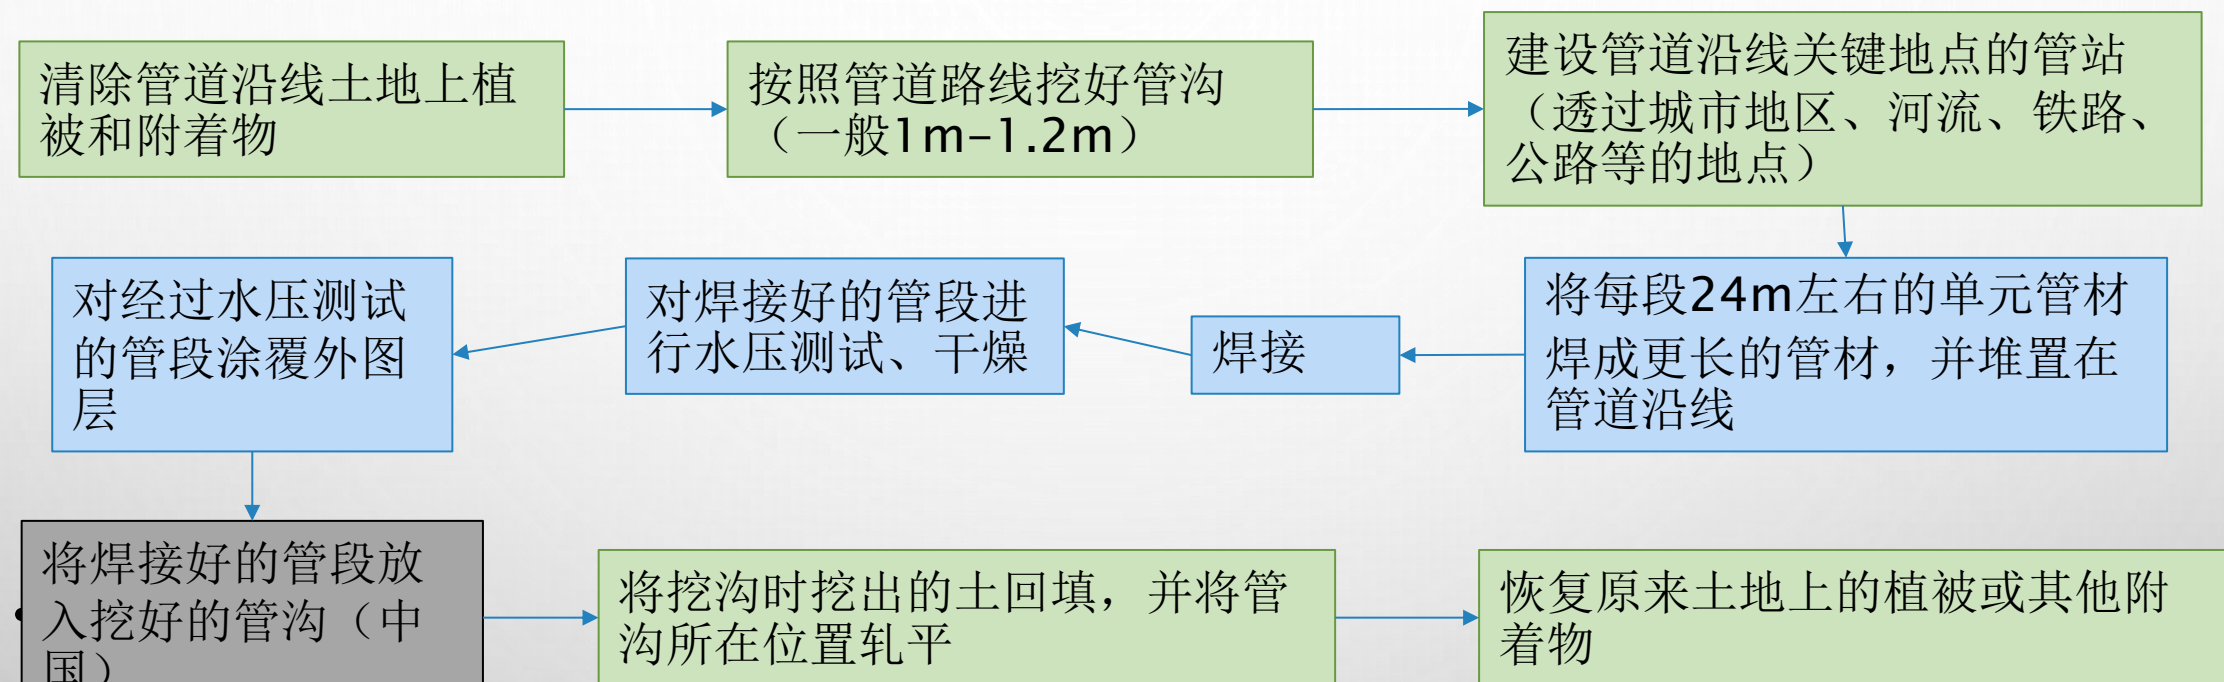 清除管道沿线土地上植
被和附着物
按照管道路线挖好管沟
（一般1m-1.2m）
建设管道沿线关键地点的管站
（透过城市地区、河流、铁路、
公路等的地点）
将每段24m左右的单元管材
焊成更长的管材，并堆置在
管道沿线
焊接
对焊接好的管段进
行水压测试、干燥
对经过水压测试
的管段涂覆外图
层
将焊接好的管段放
入挖好的管沟（中
国）
将挖沟时挖出的土回填，并将管
沟所在位置轧平
恢复原来土地上的植被或其他附
着物